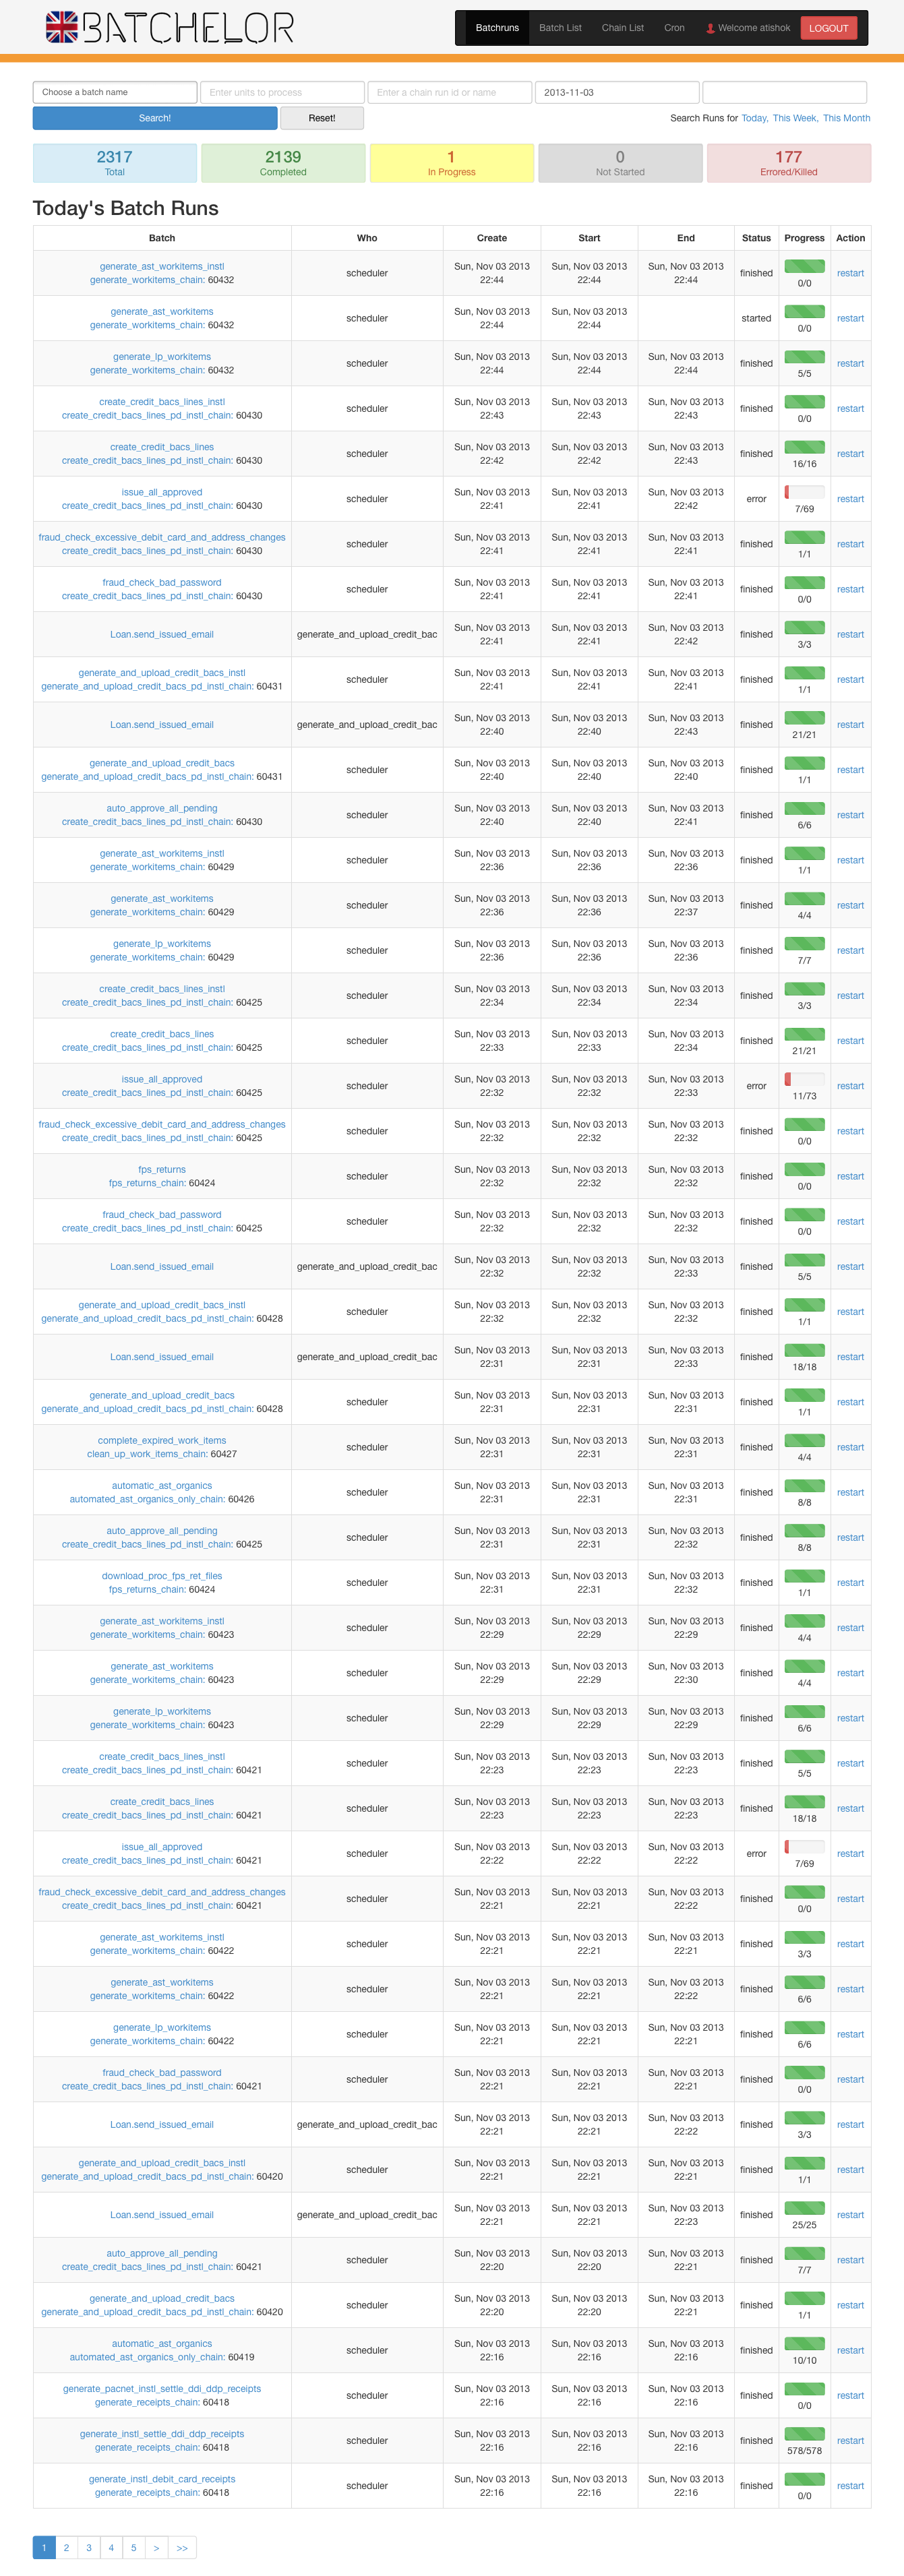 BATCHELOR
Batchruns Batch List Chain List Cron Welcome atishok LOGOUT
Choose a batch name Enter units to process Enter a chain run id or name 2013-11-03
Search! Reset! Search Runs for Today, This Week, This Month
2317 2139 1 0 177
Total Completed In Progress Not Started Errored/Killed
Today's Batch Runs
Batch Who Create Start End Status Progress Action
generate_ast_workitems_instl Sun, Nov 03 2013 Sun, Nov 03 2013 Sun, Nov 03 2013
scheduler finished restart
generate_workitems_chain: 60432 22:44 22:44 22:44 0/0
generate_ast_workitems Sun, Nov 03 2013 Sun, Nov 03 2013
scheduler started restart
generate_workitems_chain: 60432 22:44 22:44 0/0
generate_lp_workitems Sun, Nov 03 2013 Sun, Nov 03 2013 Sun, Nov 03 2013
scheduler finished restart
generate_workitems_chain: 60432 22:44 22:44 22:44 5/5
create_credit_bacs_lines_instl Sun, Nov 03 2013 Sun, Nov 03 2013 Sun, Nov 03 2013
scheduler finished restart
create_credit_bacs_lines_pd_instl_chain: 60430 22:43 22:43 22:43 0/0
create_credit_bacs_lines Sun, Nov 03 2013 Sun, Nov 03 2013 Sun, Nov 03 2013
scheduler finished restart
create_credit_bacs_lines_pd_instl_chain: 60430 22:42 22:42 22:43 16/16
issue_all_approved Sun, Nov 03 2013 Sun, Nov 03 2013 Sun, Nov 03 2013
scheduler error restart
create_credit_bacs_lines_pd_instl_chain: 60430 22:41 22:41 22:42 7/69
fraud_check_excessive_debit_card_and_address_changes Sun, Nov 03 2013 Sun, Nov 03 2013 Sun, Nov 03 2013
scheduler finished restart
create_credit_bacs_lines_pd_instl_chain: 60430 22:41 22:41 22:41 1/1
fraud_check_bad_password Sun, Nov 03 2013 Sun, Nov 03 2013 Sun, Nov 03 2013
scheduler finished restart
create_credit_bacs_lines_pd_instl_chain: 60430 22:41 22:41 22:41 0/0
Sun, Nov 03 2013 Sun, Nov 03 2013 Sun, Nov 03 2013
Loan.send_issued_email generate_and_upload_credit_bac finished restart
22:41 22:41 22:42 3/3
generate_and_upload_credit_bacs_instl Sun, Nov 03 2013 Sun, Nov 03 2013 Sun, Nov 03 2013
scheduler finished restart
generate_and_upload_credit_bacs_pd_instl_chain: 60431 22:41 22:41 22:41 1/1
Sun, Nov 03 2013 Sun, Nov 03 2013 Sun, Nov 03 2013
Loan.send_issued_email generate_and_upload_credit_bac finished restart
22:40 22:40 22:43 21/21
generate_and_upload_credit_bacs Sun, Nov 03 2013 Sun, Nov 03 2013 Sun, Nov 03 2013
scheduler finished restart
generate_and_upload_credit_bacs_pd_instl_chain: 60431 22:40 22:40 22:40 1/1
auto_approve_all_pending Sun, Nov 03 2013 Sun, Nov 03 2013 Sun, Nov 03 2013
scheduler finished restart
create_credit_bacs_lines_pd_instl_chain: 60430 22:40 22:40 22:41 6/6
generate_ast_workitems_instl Sun, Nov 03 2013 Sun, Nov 03 2013 Sun, Nov 03 2013
scheduler finished restart
generate_workitems_chain: 60429 22:36 22:36 22:36 1/1
generate_ast_workitems Sun, Nov 03 2013 Sun, Nov 03 2013 Sun, Nov 03 2013
scheduler finished restart
generate_workitems_chain: 60429 22:36 22:36 22:37 4/4
generate_lp_workitems Sun, Nov 03 2013 Sun, Nov 03 2013 Sun, Nov 03 2013
scheduler finished restart
generate_workitems_chain: 60429 22:36 22:36 22:36 7/7
create_credit_bacs_lines_instl Sun, Nov 03 2013 Sun, Nov 03 2013 Sun, Nov 03 2013
scheduler finished restart
create_credit_bacs_lines_pd_instl_chain: 60425 22:34 22:34 22:34 3/3
create_credit_bacs_lines Sun, Nov 03 2013 Sun, Nov 03 2013 Sun, Nov 03 2013
scheduler finished restart
create_credit_bacs_lines_pd_instl_chain: 60425 22:33 22:33 22:34 21/21
issue_all_approved Sun, Nov 03 2013 Sun, Nov 03 2013 Sun, Nov 03 2013
scheduler error restart
create_credit_bacs_lines_pd_instl_chain: 60425 22:32 22:32 22:33 11/73
fraud_check_excessive_debit_card_and_address_changes Sun, Nov 03 2013 Sun, Nov 03 2013 Sun, Nov 03 2013
scheduler finished restart
create_credit_bacs_lines_pd_instl_chain: 60425 22:32 22:32 22:32 0/0
fps_returns Sun, Nov 03 2013 Sun, Nov 03 2013 Sun, Nov 03 2013
scheduler finished restart
fps_returns_chain: 60424 22:32 22:32 22:32 0/0
fraud_check_bad_password Sun, Nov 03 2013 Sun, Nov 03 2013 Sun, Nov 03 2013
scheduler finished restart
create_credit_bacs_lines_pd_instl_chain: 60425 22:32 22:32 22:32 0/0
Sun, Nov 03 2013 Sun, Nov 03 2013 Sun, Nov 03 2013
Loan.send_issued_email generate_and_upload_credit_bac finished restart
22:32 22:32 22:33 5/5
generate_and_upload_credit_bacs_instl Sun, Nov 03 2013 Sun, Nov 03 2013 Sun, Nov 03 2013
scheduler finished restart
generate_and_upload_credit_bacs_pd_instl_chain: 60428 22:32 22:32 22:32 1/1
Sun, Nov 03 2013 Sun, Nov 03 2013 Sun, Nov 03 2013
Loan.send_issued_email generate_and_upload_credit_bac finished restart
22:31 22:31 22:33 18/18
generate_and_upload_credit_bacs Sun, Nov 03 2013 Sun, Nov 03 2013 Sun, Nov 03 2013
scheduler finished restart
generate_and_upload_credit_bacs_pd_instl_chain: 60428 22:31 22:31 22:31 1/1
complete_expired_work_items Sun, Nov 03 2013 Sun, Nov 03 2013 Sun, Nov 03 2013
scheduler finished restart
clean_up_work_items_chain: 60427 22:31 22:31 22:31 4/4
automatic_ast_organics Sun, Nov 03 2013 Sun, Nov 03 2013 Sun, Nov 03 2013
scheduler finished restart
automated_ast_organics_only_chain: 60426 22:31 22:31 22:31 8/8
auto_approve_all_pending Sun, Nov 03 2013 Sun, Nov 03 2013 Sun, Nov 03 2013
scheduler finished restart
create_credit_bacs_lines_pd_instl_chain: 60425 22:31 22:31 22:32 8/8
download_proc_fps_ret_files Sun, Nov 03 2013 Sun, Nov 03 2013 Sun, Nov 03 2013
scheduler finished restart
fps_returns_chain: 60424 22:31 22:31 22:32 1/1
generate_ast_workitems_instl Sun, Nov 03 2013 Sun, Nov 03 2013 Sun, Nov 03 2013
scheduler finished restart
generate_workitems_chain: 60423 22:29 22:29 22:29 4/4
generate_ast_workitems Sun, Nov 03 2013 Sun, Nov 03 2013 Sun, Nov 03 2013
scheduler finished restart
generate_workitems_chain: 60423 22:29 22:29 22:30 4/4
generate_lp_workitems Sun, Nov 03 2013 Sun, Nov 03 2013 Sun, Nov 03 2013
scheduler finished restart
generate_workitems_chain: 60423 22:29 22:29 22:29 6/6
create_credit_bacs_lines_instl Sun, Nov 03 2013 Sun, Nov 03 2013 Sun, Nov 03 2013
scheduler finished restart
create_credit_bacs_lines_pd_instl_chain: 60421 22:23 22:23 22:23 5/5
create_credit_bacs_lines Sun, Nov 03 2013 Sun, Nov 03 2013 Sun, Nov 03 2013
scheduler finished restart
create_credit_bacs_lines_pd_instl_chain: 60421 22:23 22:23 22:23 18/18
issue_all_approved Sun, Nov 03 2013 Sun, Nov 03 2013 Sun, Nov 03 2013
scheduler error restart
create_credit_bacs_lines_pd_instl_chain: 60421 22:22 22:22 22:22 7/69
fraud_check_excessive_debit_card_and_address_changes Sun, Nov 03 2013 Sun, Nov 03 2013 Sun, Nov 03 2013
scheduler finished restart
create_credit_bacs_lines_pd_instl_chain: 60421 22:21 22:21 22:22 0/0
generate_ast_workitems_instl Sun, Nov 03 2013 Sun, Nov 03 2013 Sun, Nov 03 2013
scheduler finished restart
generate_workitems_chain: 60422 22:21 22:21 22:21 3/3
generate_ast_workitems Sun, Nov 03 2013 Sun, Nov 03 2013 Sun, Nov 03 2013
scheduler finished restart
generate_workitems_chain: 60422 22:21 22:21 22:22 6/6
generate_lp_workitems Sun, Nov 03 2013 Sun, Nov 03 2013 Sun, Nov 03 2013
scheduler finished restart
generate_workitems_chain: 60422 22:21 22:21 22:21 6/6
fraud_check_bad_password Sun, Nov 03 2013 Sun, Nov 03 2013 Sun, Nov 03 2013
scheduler finished restart
create_credit_bacs_lines_pd_instl_chain: 60421 22:21 22:21 22:21 0/0
Sun, Nov 03 2013 Sun, Nov 03 2013 Sun, Nov 03 2013
Loan.send_issued_email generate_and_upload_credit_bac finished restart
22:21 22:21 22:22 3/3
generate_and_upload_credit_bacs_instl Sun, Nov 03 2013 Sun, Nov 03 2013 Sun, Nov 03 2013
scheduler finished restart
generate_and_upload_credit_bacs_pd_instl_chain: 60420 22:21 22:21 22:21 1/1
Sun, Nov 03 2013 Sun, Nov 03 2013 Sun, Nov 03 2013
Loan.send_issued_email generate_and_upload_credit_bac finished restart
22:21 22:21 22:23 25/25
auto_approve_all_pending Sun, Nov 03 2013 Sun, Nov 03 2013 Sun, Nov 03 2013
scheduler finished restart
create_credit_bacs_lines_pd_instl_chain: 60421 22:20 22:20 22:21 7/7
generate_and_upload_credit_bacs Sun, Nov 03 2013 Sun, Nov 03 2013 Sun, Nov 03 2013
scheduler finished restart
generate_and_upload_credit_bacs_pd_instl_chain: 60420 22:20 22:20 22:21 1/1
automatic_ast_organics Sun, Nov 03 2013 Sun, Nov 03 2013 Sun, Nov 03 2013
scheduler finished restart
automated_ast_organics_only_chain: 60419 22:16 22:16 22:16 10/10
generate_pacnet_instl_settle_ddi_ddp_receipts Sun, Nov 03 2013 Sun, Nov 03 2013 Sun, Nov 03 2013
scheduler finished restart
generate_receipts_chain: 60418 22:16 22:16 22:16 0/0
generate_instl_settle_ddi_ddp_receipts Sun, Nov 03 2013 Sun, Nov 03 2013 Sun, Nov 03 2013
scheduler finished restart
generate_receipts_chain: 60418 22:16 22:16 22:16 578/578
generate_instl_debit_card_receipts Sun, Nov 03 2013 Sun, Nov 03 2013 Sun, Nov 03 2013
scheduler finished restart
generate_receipts_chain: 60418 22:16 22:16 22:16 0/0
1 2 3 4 5 > >>